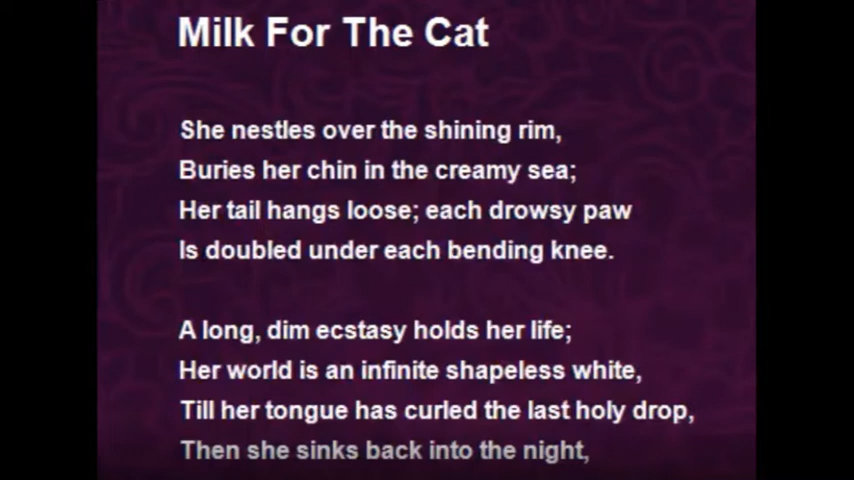 Milk For The Cat
She nestles over the shining rim,
Buries her chin in the creamy sea;
Her tail hangs loose; each drowsy paw
Is doubled under each bending knee.
A long, dim ecstasy holds her life;
Her world is an infinite shapeless white,
Till her tongue has curled the last holy drop,
Then she sinks back into the night,